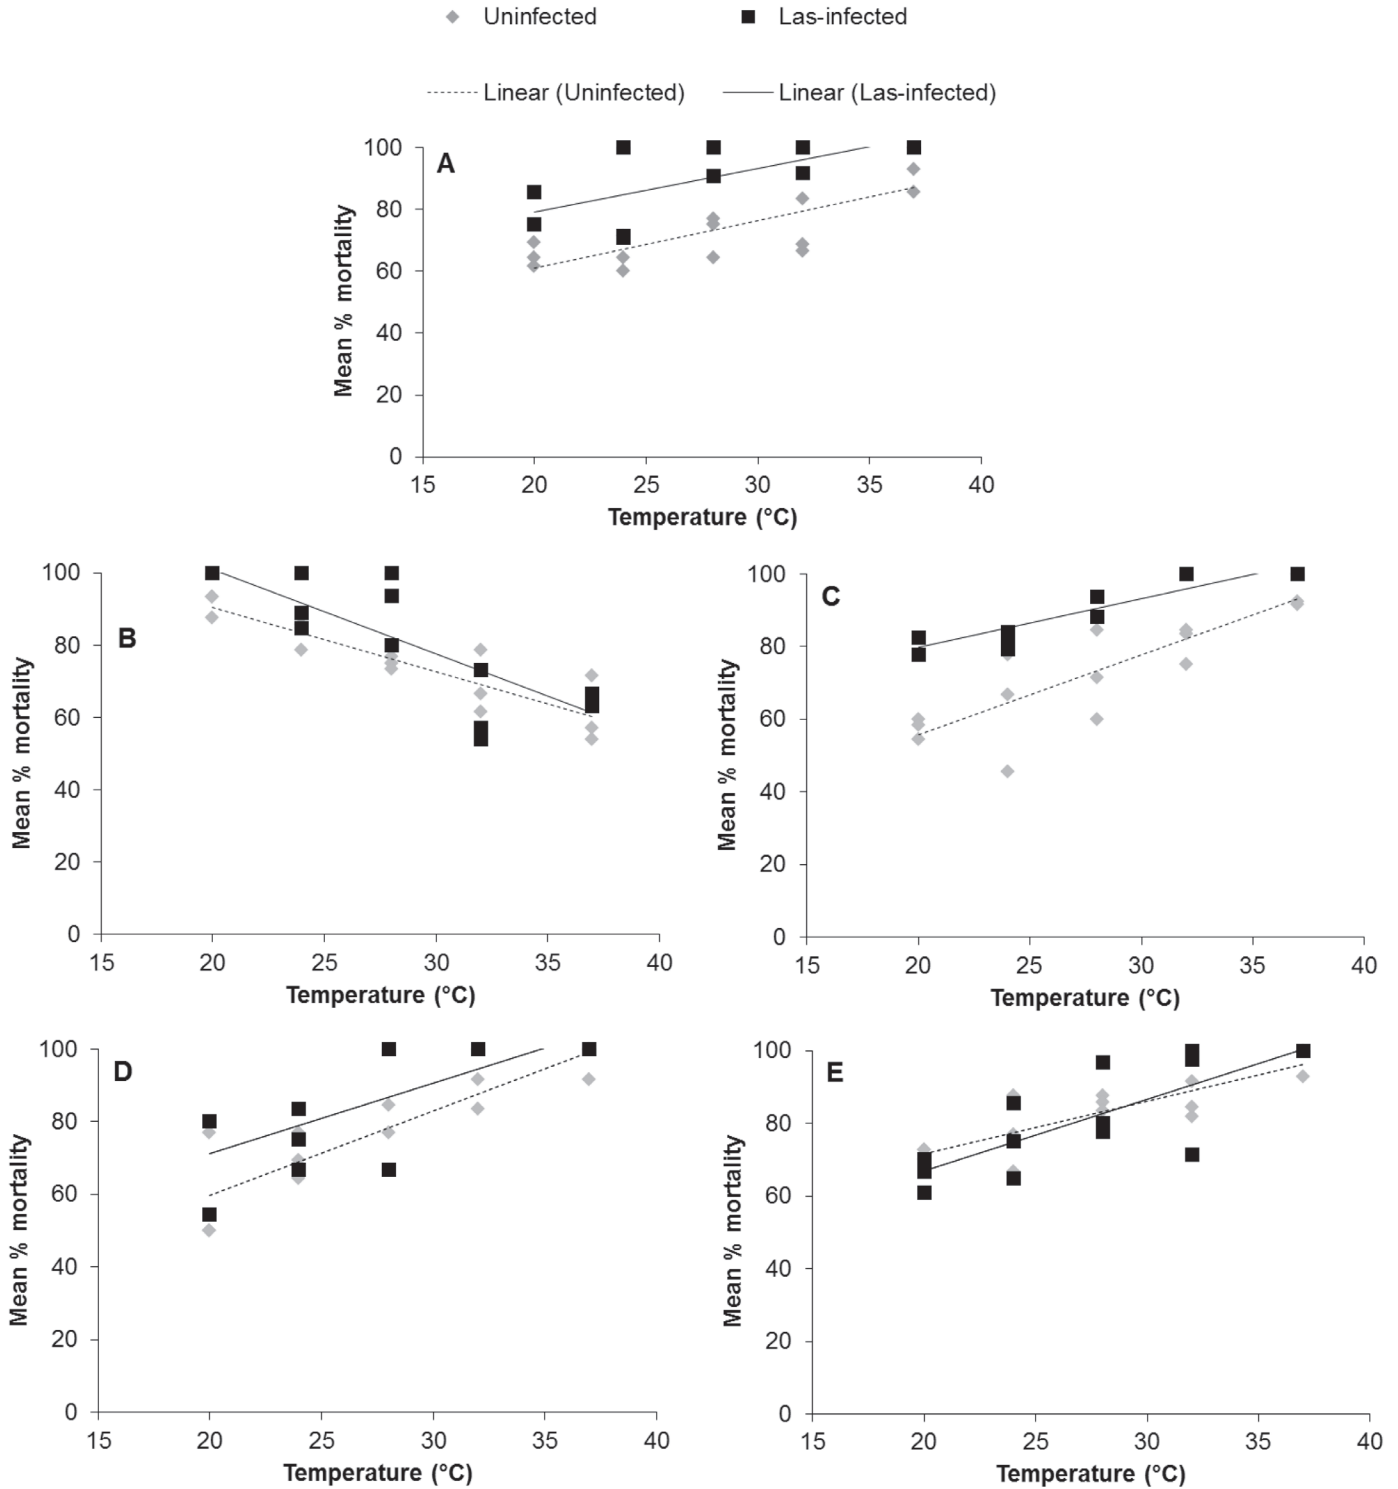 Uninfected Las-infected
Linear (Uninfected) Linear (Las-infected)
A
100
80
60
40
20
0
Mean % mortality
15 20 25 30 35 40
Temperature (°C)
B
100
80
60
40
20
0
Mean % mortality
15 20 25 30 35 40
Temperature (°C)
C
100
80
60
40
20
0
Mean % mortality
15 20 25 30 35 40
Temperature (°C)
D
100
80
60
40
20
0
Mean % mortality
15 20 25 30 35 40
Temperature (°C)
E
100
80
60
40
20
0
Mean % mortality
15 20 25 30 35 40
Temperature (°C)